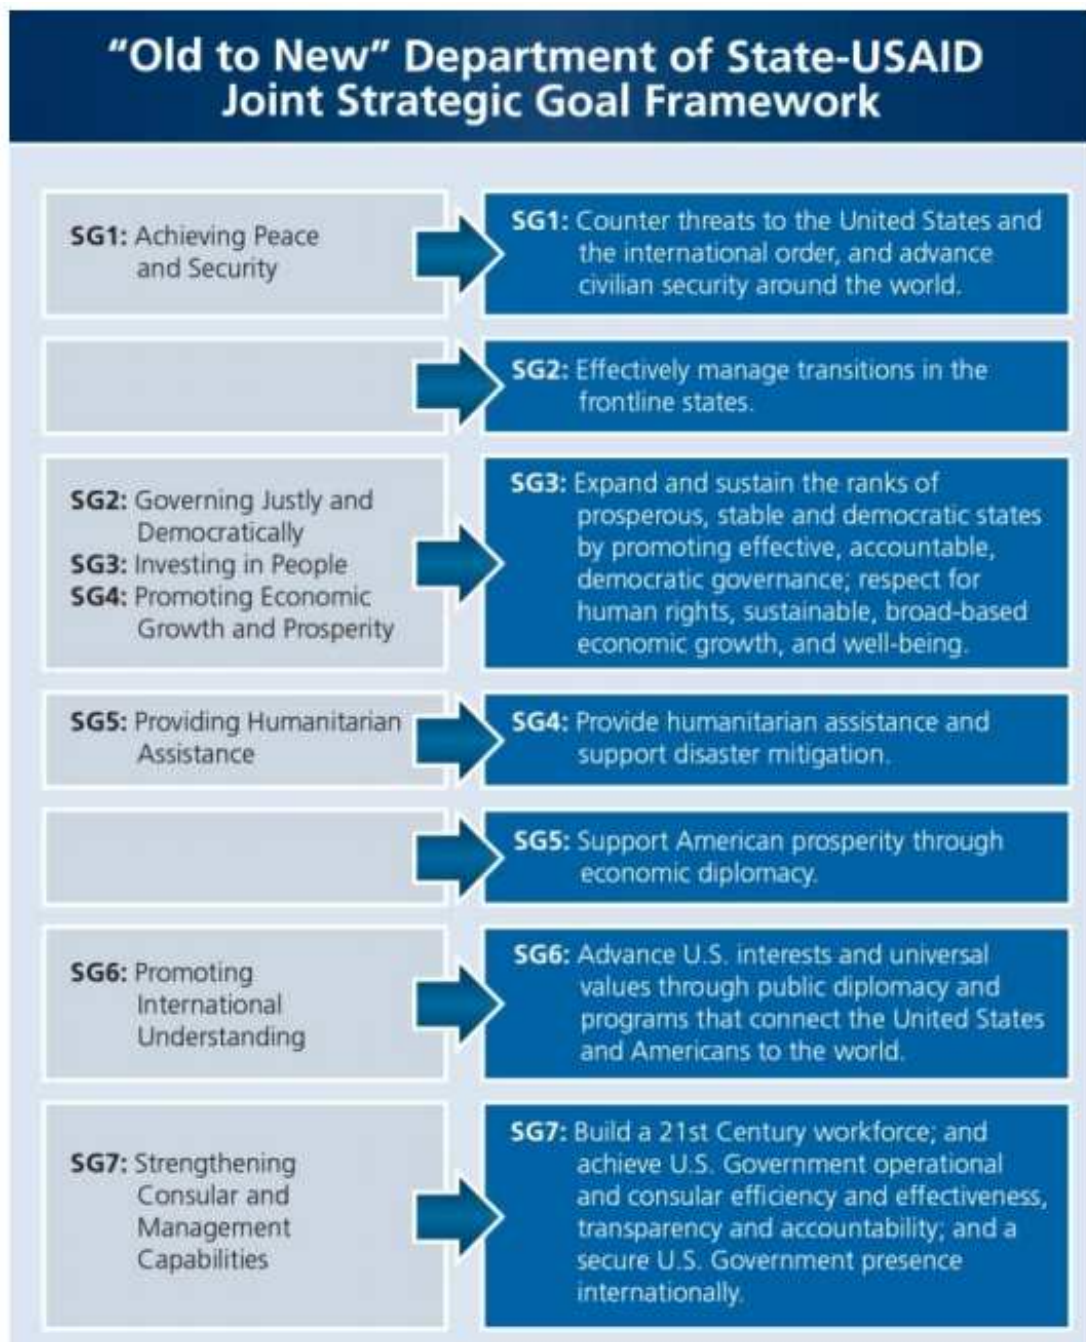 “Old to New” Department of State-USAID
Joint Strategic Goal Framework
SG1: Achieving Peace
and Security
SG1: Counter threats to the United States and
the international order, and advance
civilian security around the world.
SG2: Effectively manage transitions in the
frontline states.
SG2: Governing Justly and
Democratically
SG3: Investing in People
SG4: Promoting Economic
Growth and Prosperity
SG3: Expand and sustain the ranks of
prosperous, stable and democratic states
by promoting effective, accountable,
democratic governance; respect for
human rights, sustainable, broad-based
economic growth, and well-being.
SG5: Providing Humanitarian
Assistance
SG4: Provide humanitarian assistance and
support disaster mitigation.
SG5: Support American prosperity through
economic diplomacy.
SG6: Promoting
International
Understanding
SG6: Advance U.S. interests and universal
values through public diplomacy and
programs that connect the United States
and Americans to the world.
SG7: Strengthening
Consular and
Management
Capabilities
SG7: Build a 21st Century workforce; and
achieve U.S. Government operational
and consular efficiency and effectiveness,
transparency and accountability; and a
secure U.S. Government presence
internationally.